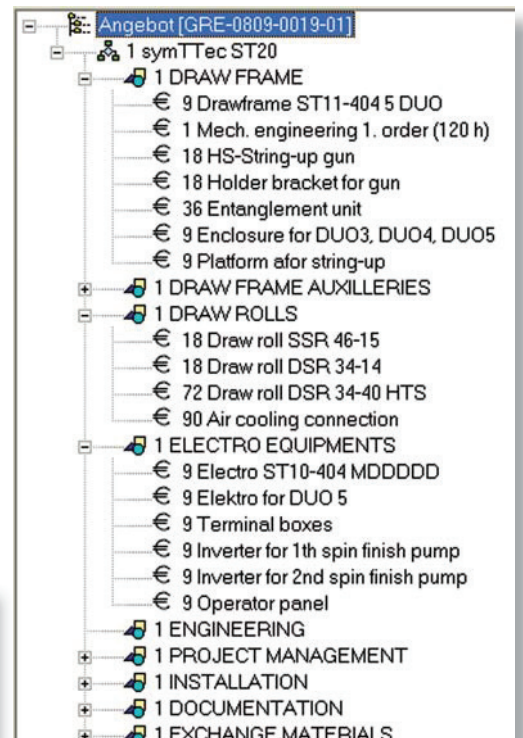 Angebot [GRE-0809-0019-01]
1 symTTec ST20
1 DRAW FRAME
€ 9 Drawframe ST11-404 5 DUO
€ 1 Mech. engineering 1. order (120 h)
€ 18 HS-String-up gun
€ 18 Holder bracket for gun
€ 36 Entanglement unit
€ 9 Enclosure for DUO3, DUO4, DUO5
€ 9 Platform afor string-up
1 DRAW FRAME AUXILLERIES
1 DRAW ROLLS
€ 18 Draw roll SSR 46-15
€ 18 Draw roll DSR 34-14
€ 72 Draw roll DSR 34-40 HTS
€ 90 Air cooling connection
1 ELECTRO EQUIPMENTS
€ 9 Electro ST10-404 MDDDDD
€ 9 Elektro for DUO 5
€ 9 Terminal boxes
€ 9 Inverter for 1th spin finish pump
€ 9 Inverter for 2nd spin finish pump
€ 9 Operator panel
1 ENGINEERING
1 PROJECT MANAGEMENT
1 INSTALLATION
1 DOCUMENTATION
1 EXCHANGE MATERIALS